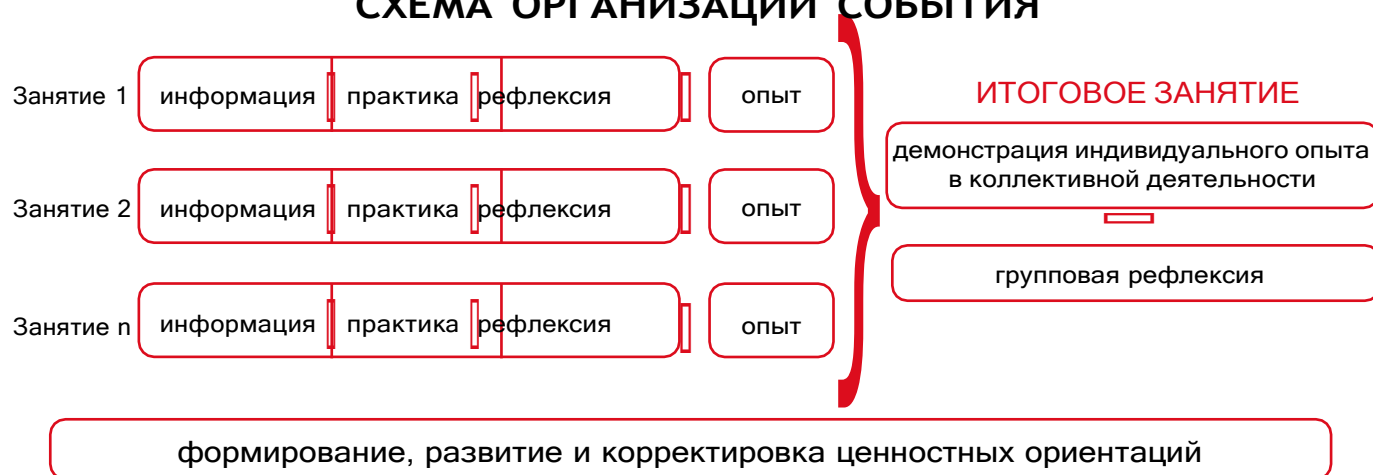 СХЕМА ОРГАНИЗАЦИИ СОБЫТИЯ
Занятие 1 информация практика рефлексия опыт
ИТОГОВОЕ ЗАНЯТИЕ
демонстрация индивидуального опыта
в коллективной деятельности
Занятие 2 информация практика рефлексия опыт
групповая рефлексия
Занятие n информация практика рефлексия опыт
формирование, развитие и корректировка ценностных ориентаций